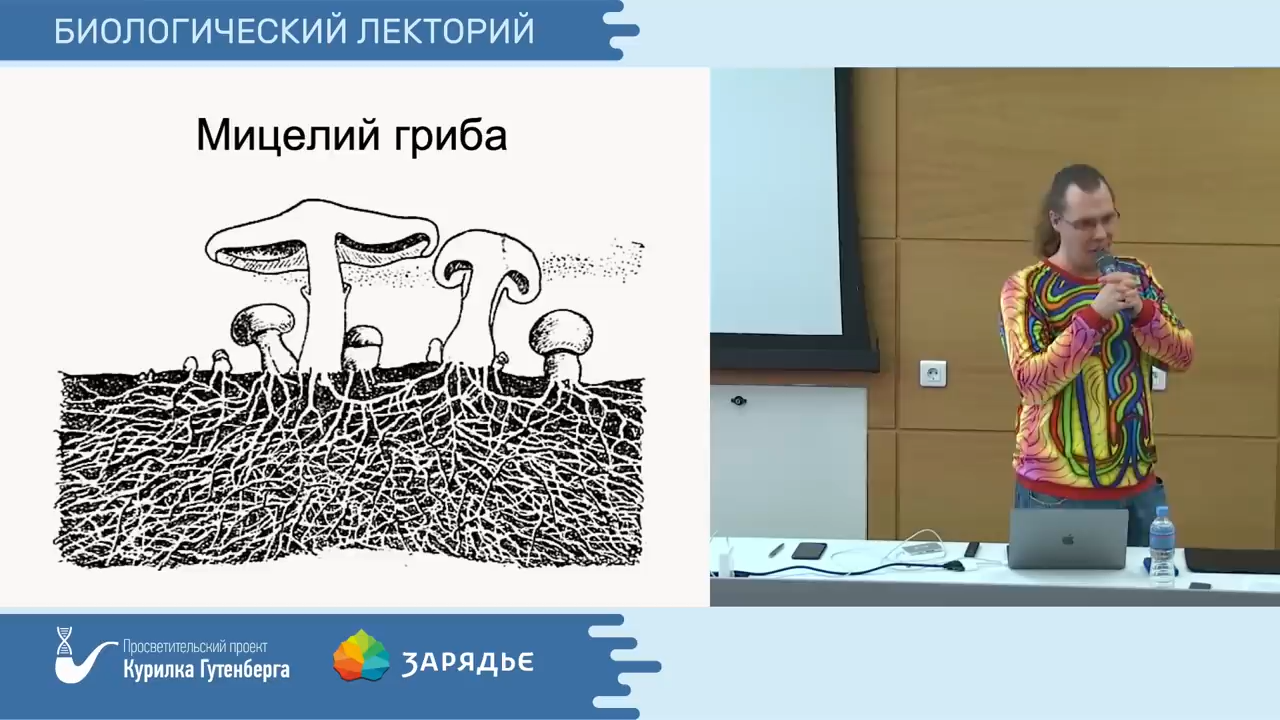 БИОЛОГИЧЕСКИЙ ЛЕКТОРИЙ
Мицелий гриба
Просветительский проект
Курилка Гутенберга
ЗАРЯДЬЕ